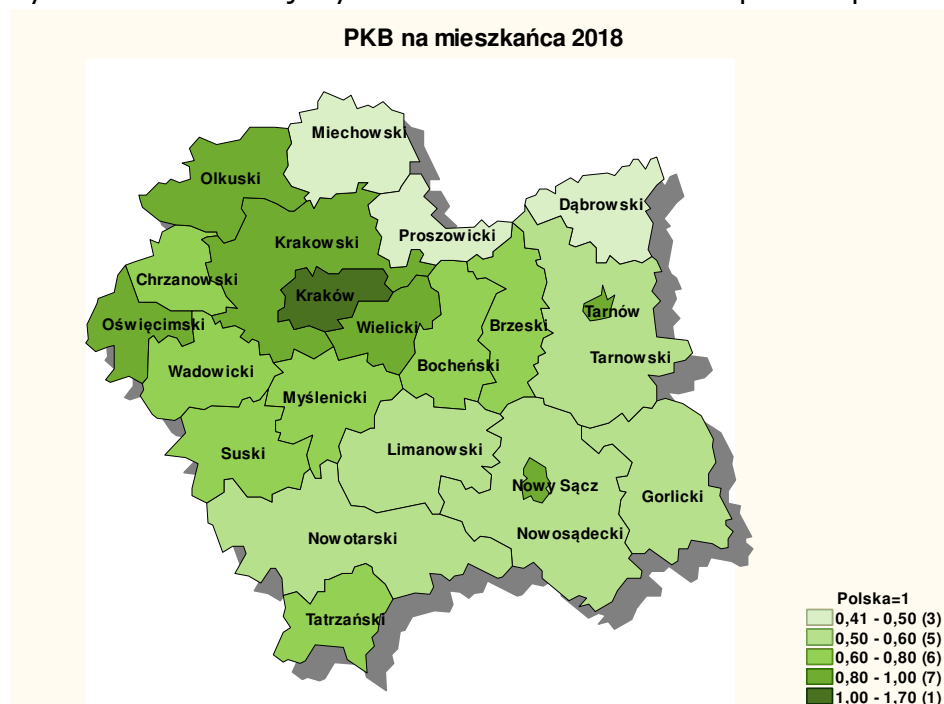 PKB na mieszkańca 2018
Miechowski
Olkuski
Dąbrowski
Proszowicki
Krakowski
Chrzanowski
Kraków
Tarnów
Oświęcimski
Wielicki
Brzeski
Tarnowski
Bocheński
Wadowicki
Myślenicki
Limanowski
Suski
Nowy Sącz
Gorlicki
Nowosądecki
Nowotarski
Tatrzański
Polska=1
0,41 - 0,50 (3)
0,50 - 0,60 (5)
0,60 - 0,80 (6)
0,80 - 1,00 (7)
1,00 - 1,70 (1)